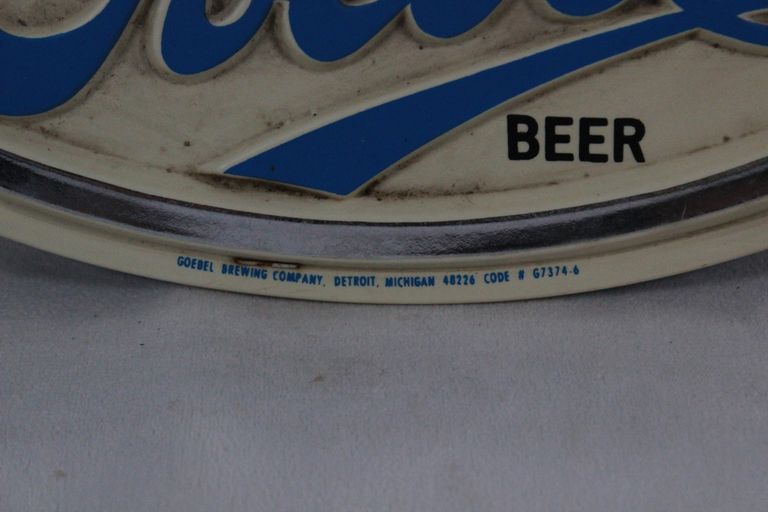 BEER
GOEBEL BREWING COMPANY, DETROIT, MICHIGAN 48226 CODE # G7374-6